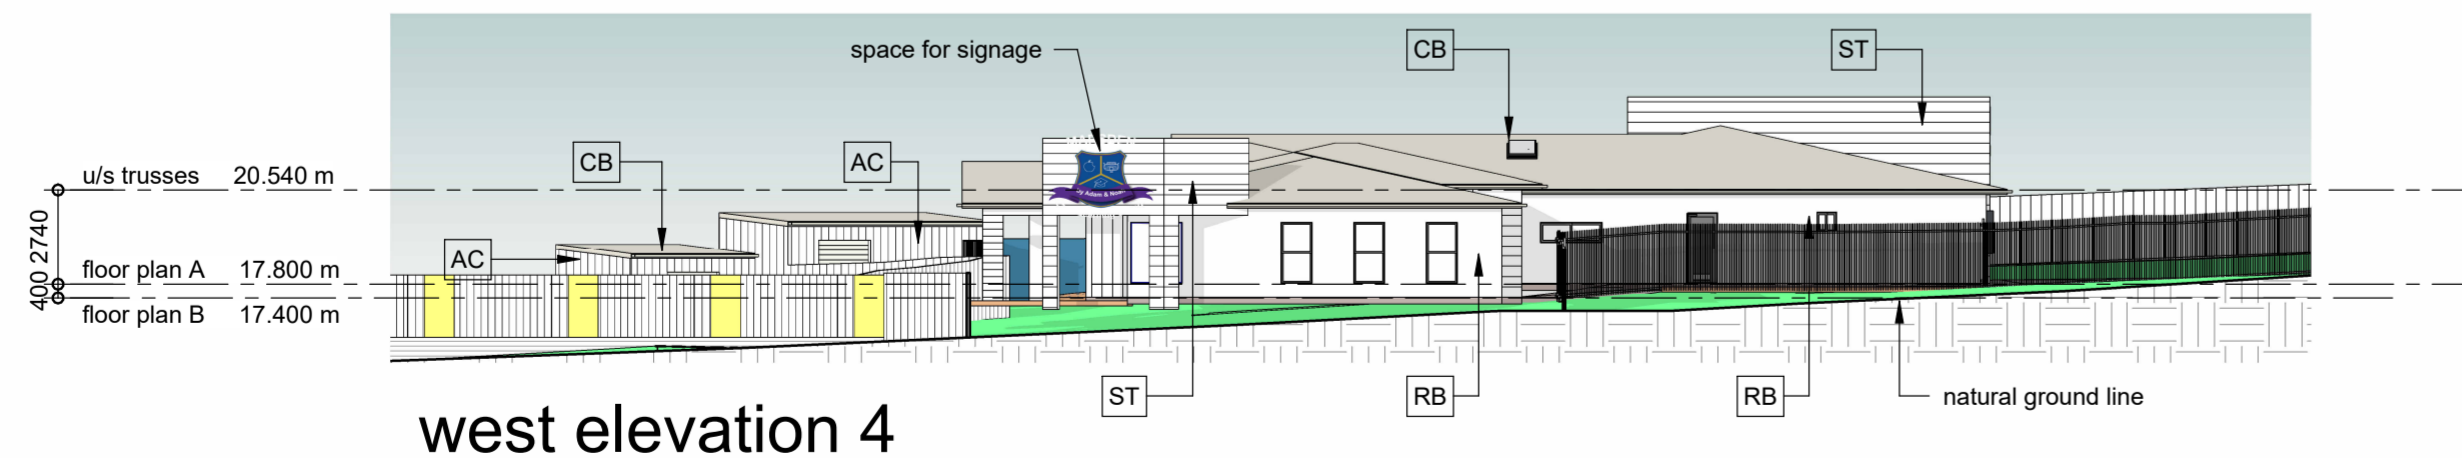 space for signage
CB
ST
CB
AC
u/s trusses 20.540 m
2740
AC
floor plan A 17.800 m
400
floor plan B 17.400 m
ST
RB
RB
natural ground line
west elevation 4